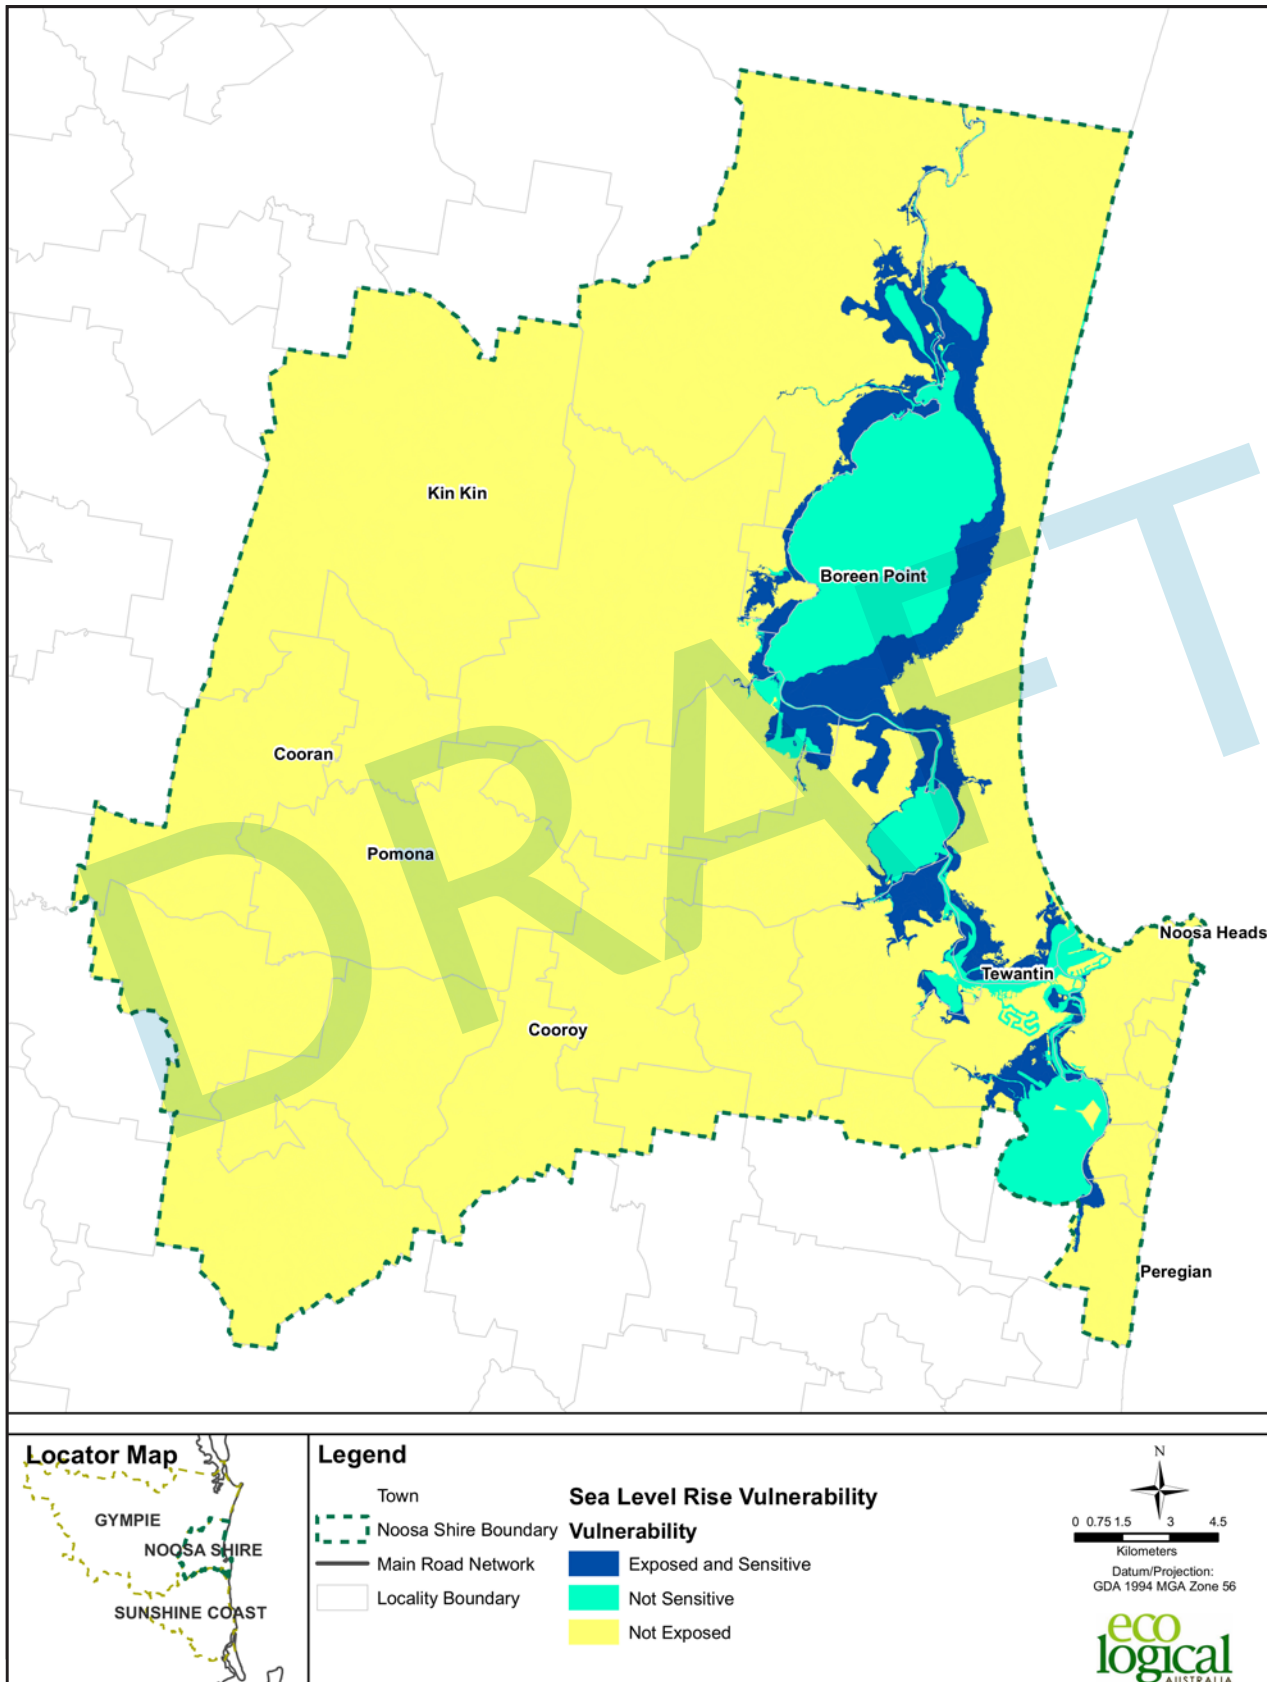 Kin Kin
Boreen Point
Cooran
Pomona
Noosa Heads
Tewantin
Cooroy
Peregian
DRAFT
Locator Map
GYMPIE
NOOSA SHIRE
SUNSHINE COAST
Legend
Town
Noosa Shire Boundary
Main Road Network
Locality Boundary
Sea Level Rise Vulnerability
Vulnerability
Exposed and Sensitive
Not Sensitive
Not Exposed
N
0 0.75 1.5 3 4.5
Kilometers
Datum/Projection:
GDA 1994 MGA Zone 56
eco
logical
AUSTRALIA